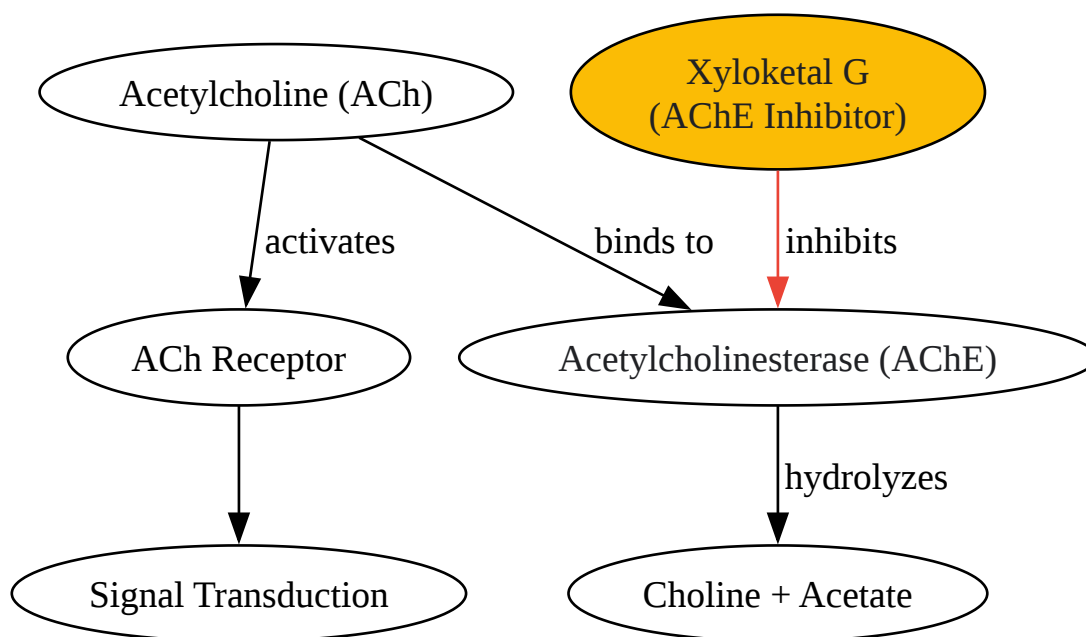 Acetylcholine (ACh)
Xyloketal G
(AChE Inhibitor)
activates
binds to
inhibits
ACh Receptor
Acetylcholinesterase (AChE)
hydrolyzes
Signal Transduction
Choline + Acetate